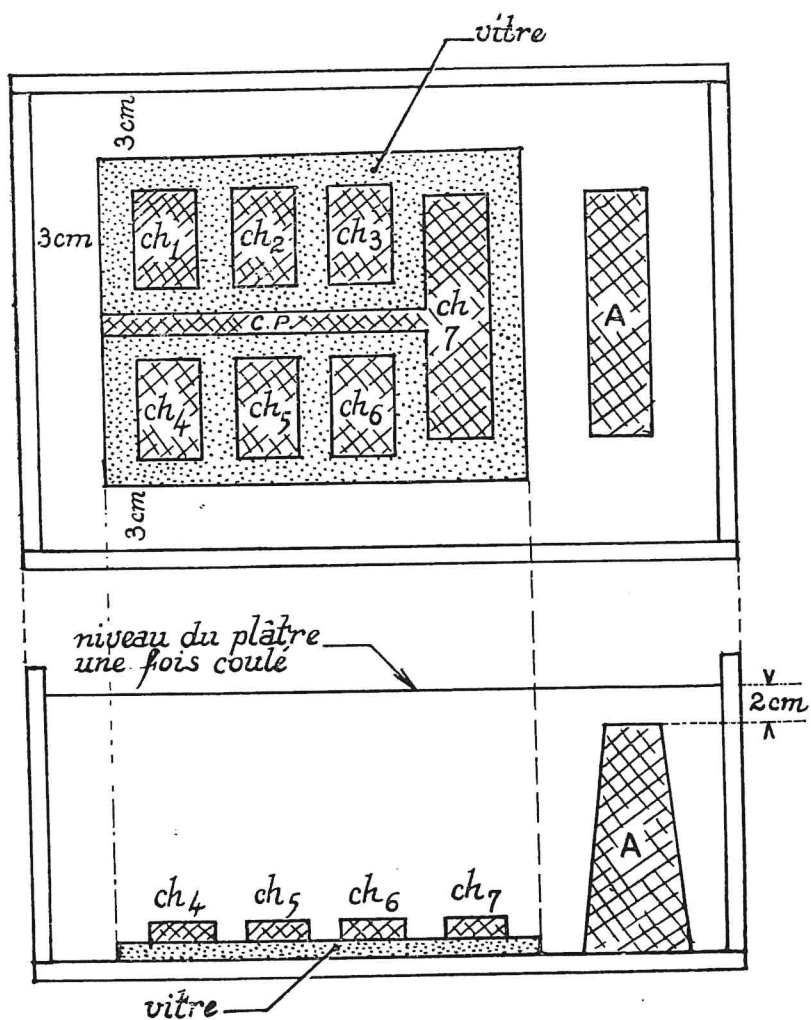 vitre
3cm
3cm
ch1
ch2
ch3
ch
7
A
C.P.
ch4
ch5
ch6
3cm
niveau du plâtre
une fois coulé
2cm
A
ch4
ch5
ch6
ch7
vitre